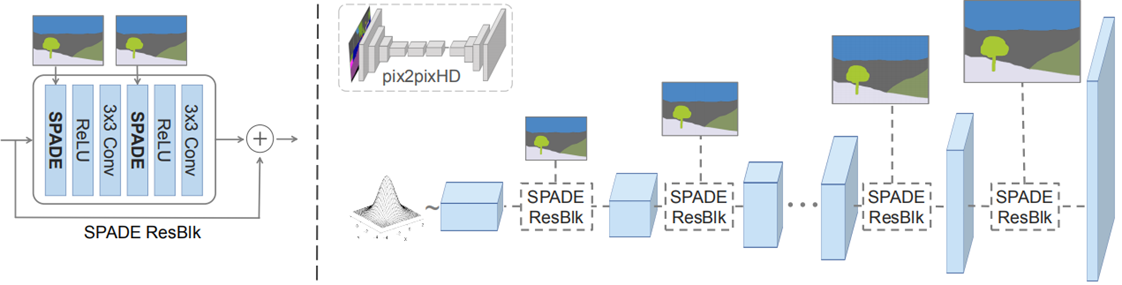 SPADE
ReLU
3x3 Conv
SPADE
ReLU
3x3 Conv
+
SPADE ResBlk
pix2pixHD
~
SPADE
ResBlk
SPADE
ResBlk
SPADE
ResBlk
SPADE
ResBlk